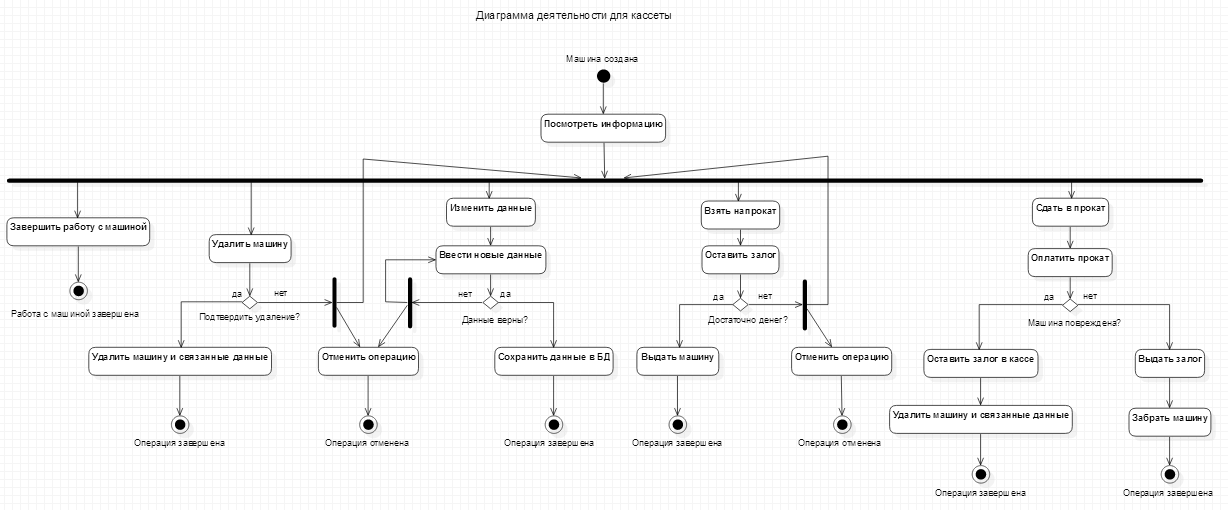 Диаграмма деятельности для кассеты
Машина создана
Посмотреть информацию
Завершить работу с машиной
Удалить машину
Изменить данные
Взять напрокат
Сдать в прокат
Ввести новые данные
Оставить залог
Оплатить прокат
да
нет
нет
да
да
нет
да
нет
Работа с машиной завершена
Подтвердить удаление?
Данные верны?
Достаточно денег?
Машина повреждена?
Удалить машину и связанные данные
Отменить операцию
Сохранить данные в БД
Выдать машину
Отменить операцию
Оставить залог в кассе
Выдать залог
Удалить машину и связанные данные
Забрать машину
Операция завершена
Операция отменена
Операция завершена
Операция завершена
Операция отменена
Операция завершена
Операция завершена